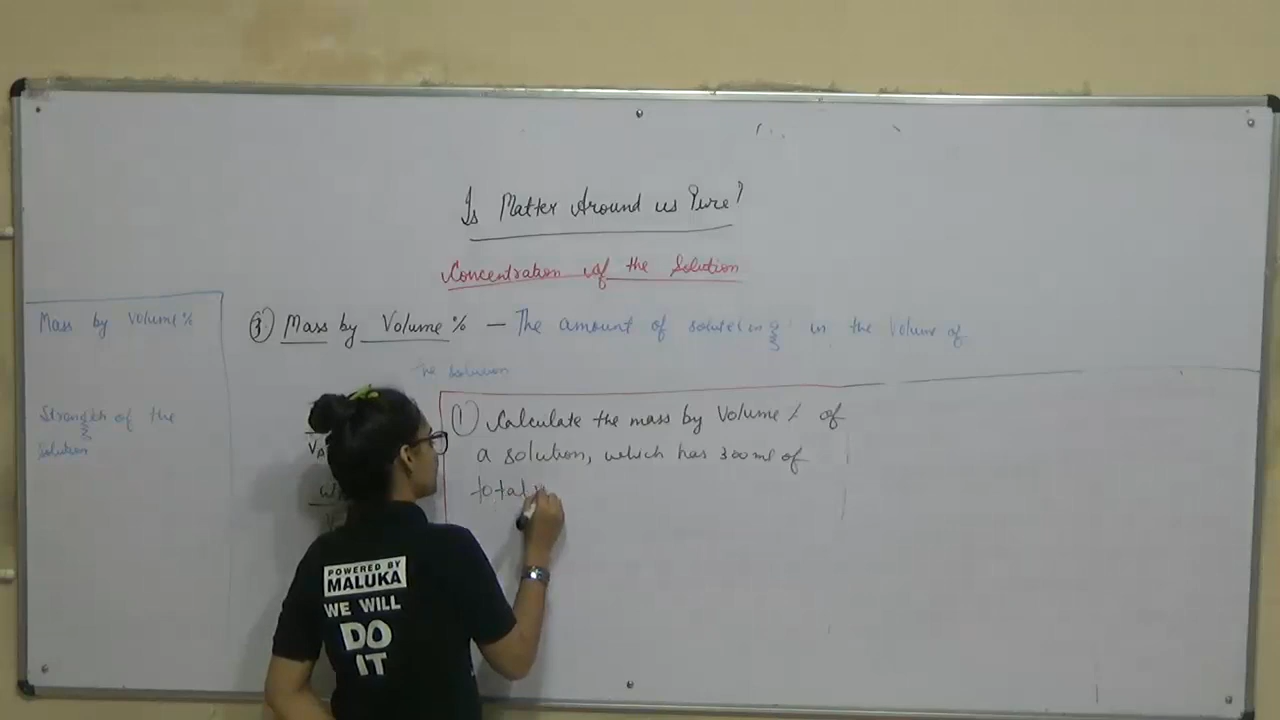 Is Matter Around us Pure?
Concentration of the Solution
Mass by Volume %
Strength of the
Solution
③ Mass by Volume % — The amount of solute(in g) in the Volume of
the solution
① Calculate the mass by Volume % of
a solution, which has 300 ml of
total
POWERED BY
MALUKA
WE WILL
DO
IT